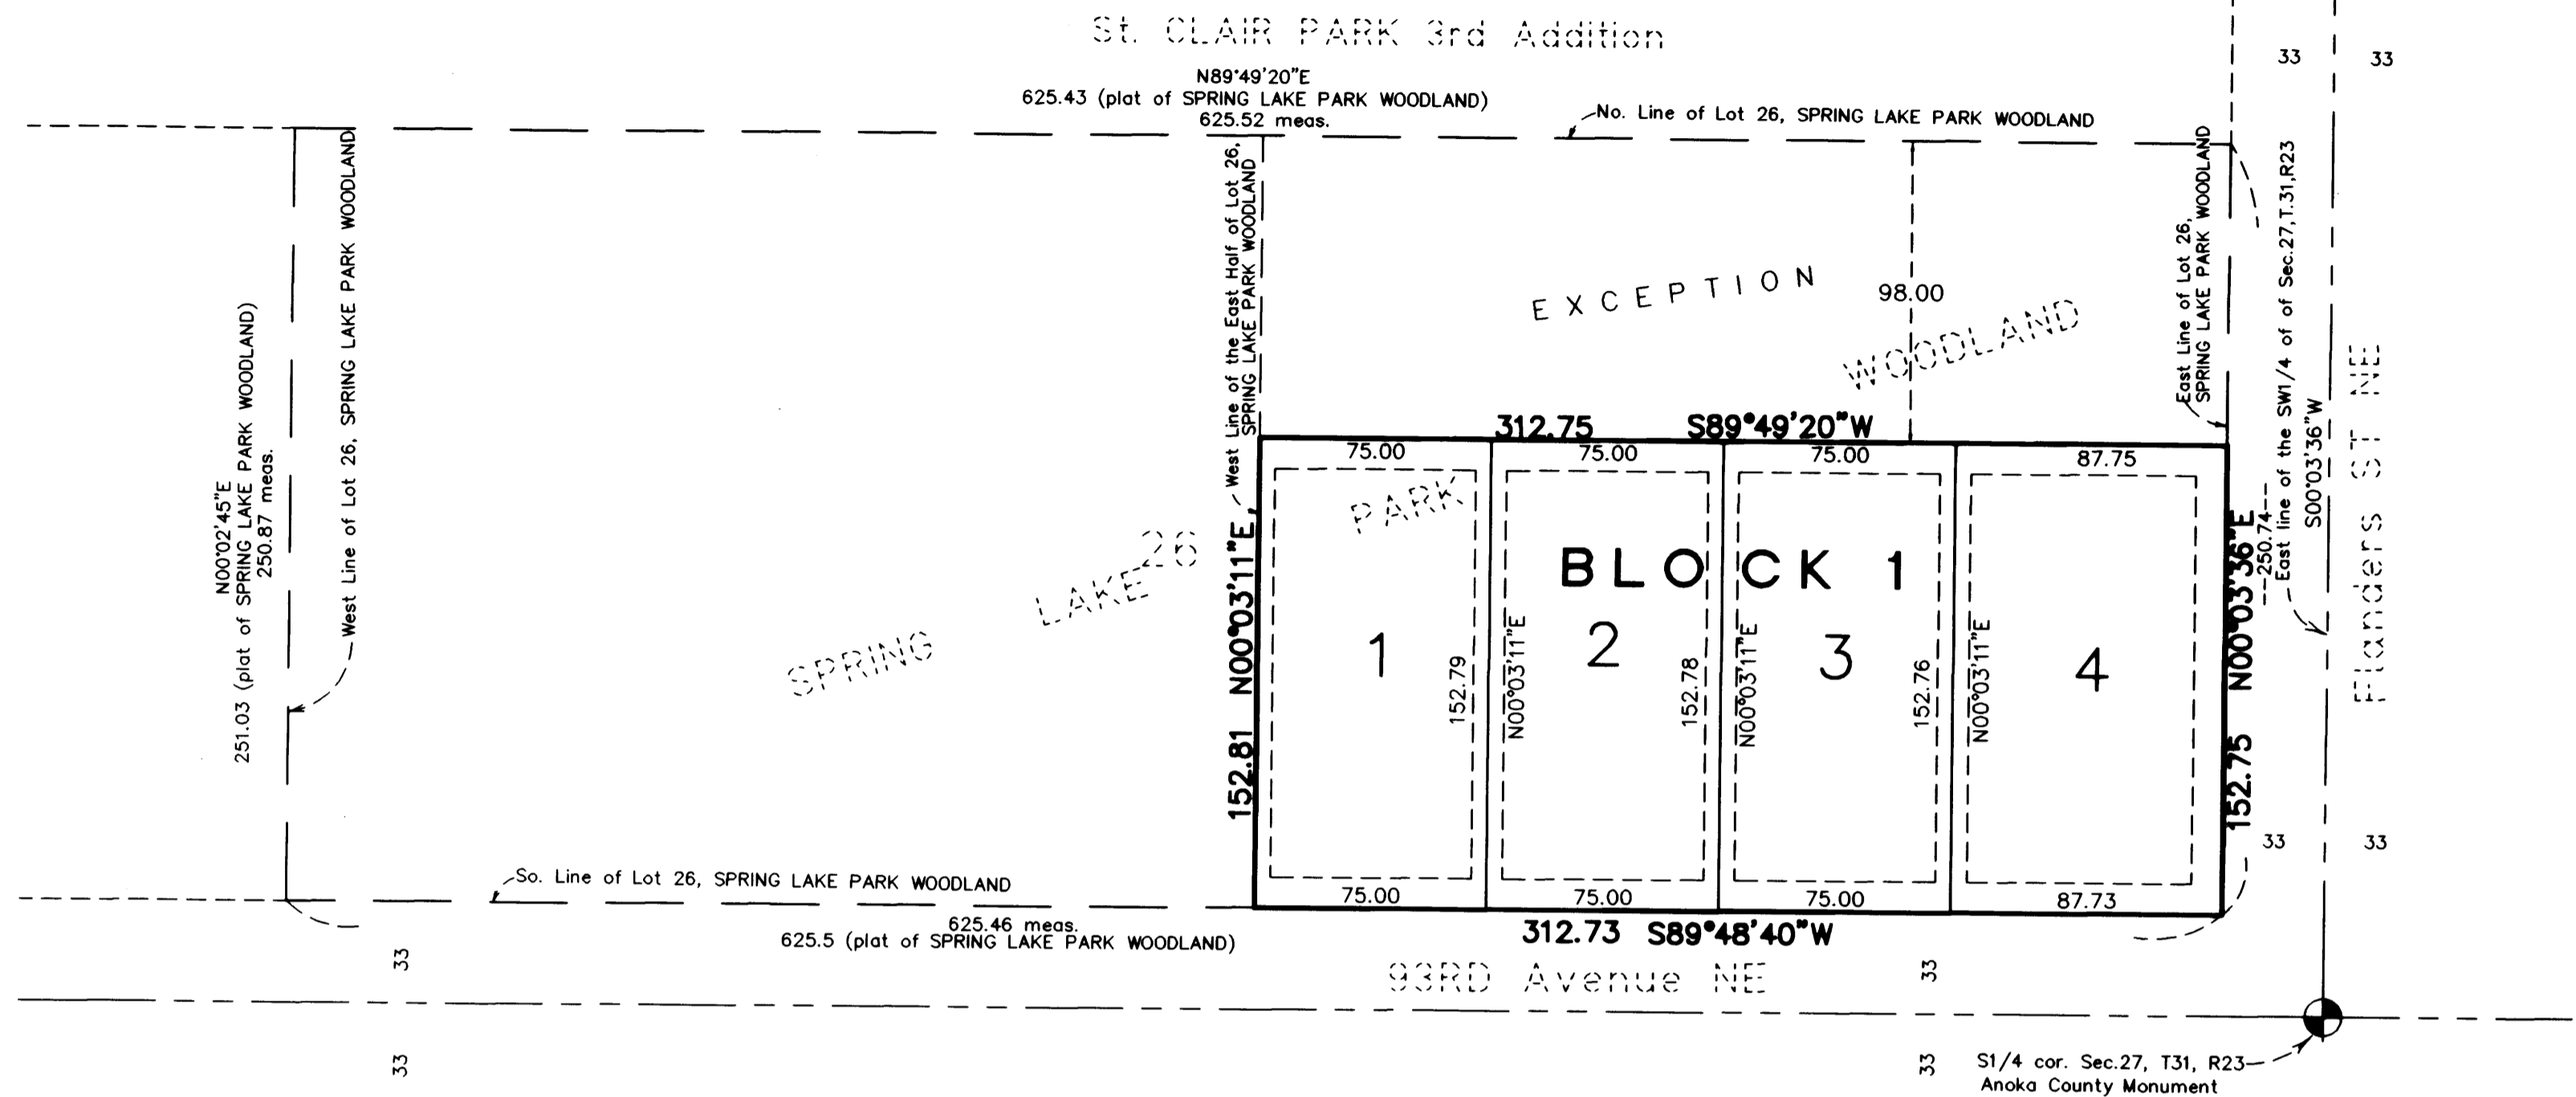 St. CLAIR PARK 3rd Addition
N89°49'20"E
625.43 (plat of SPRING LAKE PARK WOODLAND)
625.52 meas.
No. Line of Lot 26, SPRING LAKE PARK WOODLAND
33
33
N00°02'45"E
251.03 (plat of SPRING LAKE PARK WOODLAND)
250.87 meas.
West Line of Lot 26, SPRING LAKE PARK WOODLAND
West Line of the East Half of Lot 26,
SPRING LAKE PARK WOODLAND
EXCEPTION
98.00
WOODLAND
East Line of Lot 26,
SPRING LAKE PARK WOODLAND
East line of the SW1/4 of of Sec.27,T.31,R23
S00°03'36"W
Flanders ST NE
312.75 S89°49'20"W
75.00
75.00
75.00
87.75
PARK
26
LAKE
SPRING
BLOCK 1
152.81 N00°03'11"E
1
152.79
N00°03'11"E
2
152.78
N00°03'11"E
3
152.76
N00°03'11"E
4
152.75 N00°03'36"E
250.74
33
33
So. Line of Lot 26, SPRING LAKE PARK WOODLAND
75.00
75.00
75.00
87.73
625.46 meas.
625.5 (plat of SPRING LAKE PARK WOODLAND)
312.73 S89°48'40"W
33
93RD Avenue NE
33
33
33
S1/4 cor. Sec.27, T31, R23
Anoka County Monument